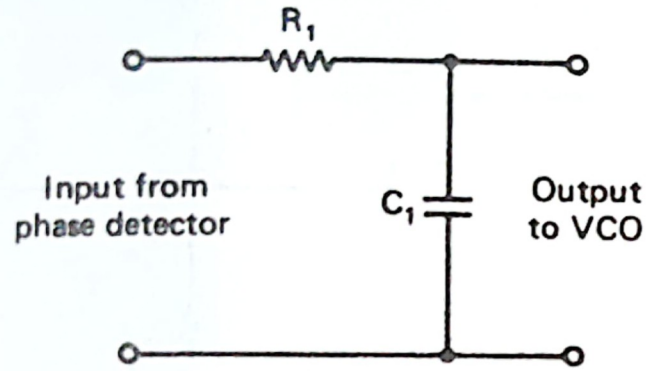 R₁
Input from
phase detector
C₁
Output
to VCO